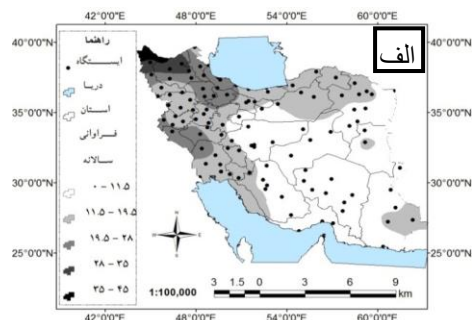 42°0'0"E 48°0'0"E 54°0'0"E 60°0'0"E
الف
40°0'0"N
35°0'0"N
30°0'0"N
25°0'0"N
40°0'0"N
35°0'0"N
30°0'0"N
25°0'0"N
راهنما
ایستگاه
دریا
استان
فراوانی
سالانه
۰ - ۱۱.۵
۱۱.۵ - ۱۹.۵
۱۹.۵ - ۲۸
۲۸ - ۳۵
۳۵ - ۴۵
1:100,000
3 1.5 0 3 6 9
km
42°0'0"E 48°0'0"E 54°0'0"E 60°0'0"E